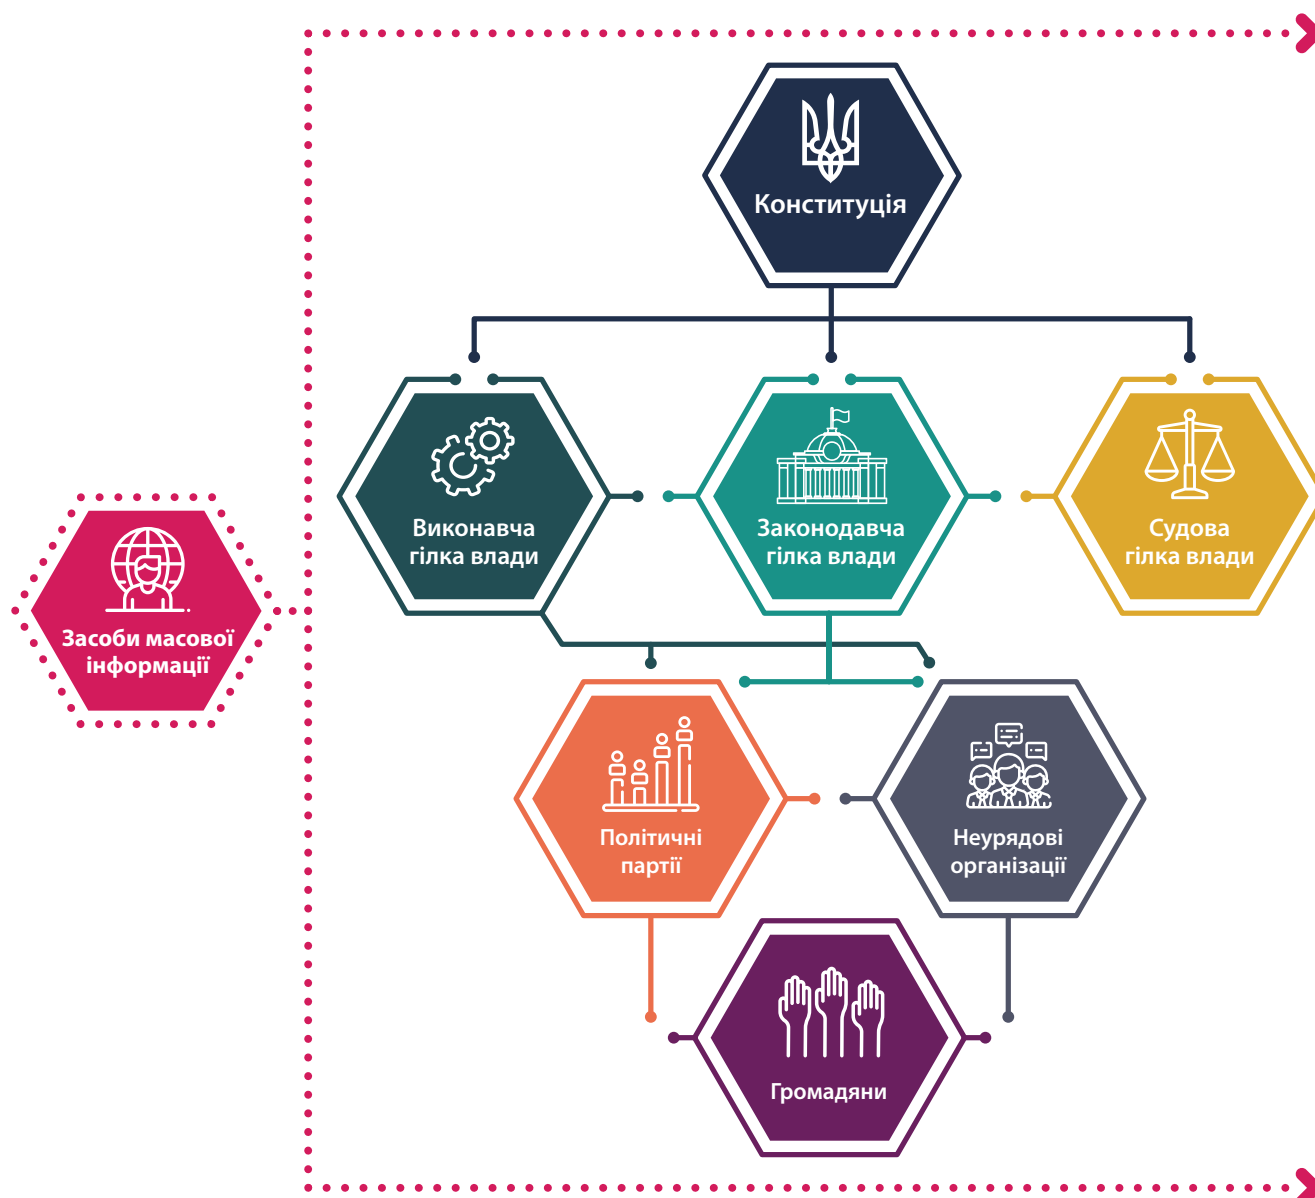 Конституція
Виконавча
гілка влади
Законодавча
гілка влади
Судова
гілка влади
Засоби масової
інформації
Політичні
партії
Неурядові
організації
Громадяни